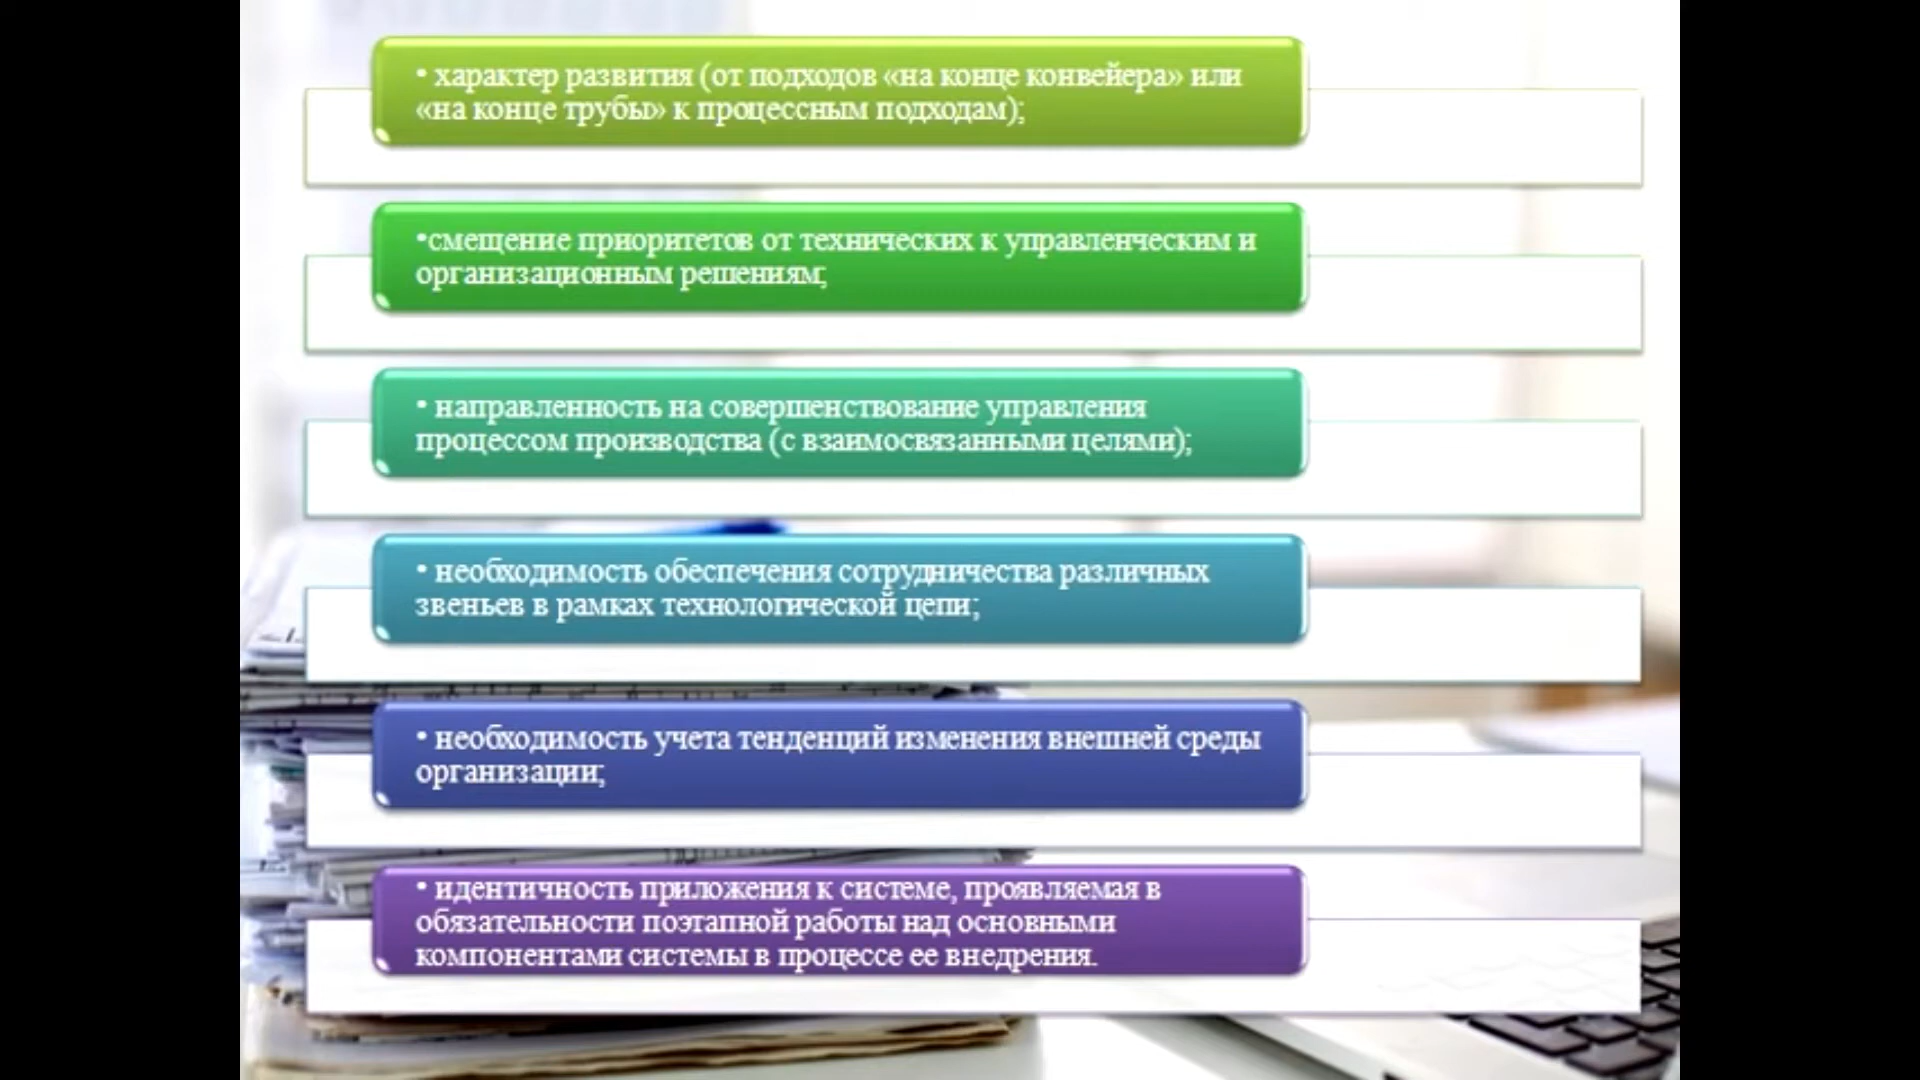 • характер развития (от подходов «на конце конвейера» или
«на конце трубы» к процессным подходам);
•смещение приоритетов от технических к управленческим и
организационным решениям;
• направленность на совершенствование управления
процессом производства (с взаимосвязанными целями);
• необходимость обеспечения сотрудничества различных
звеньев в рамках технологической цепи;
• необходимость учета тенденций изменения внешней среды
организации;
• идентичность приложения к системе, проявляемая в
обязательности поэтапной работы над основными
компонентами системы в процессе ее внедрения.